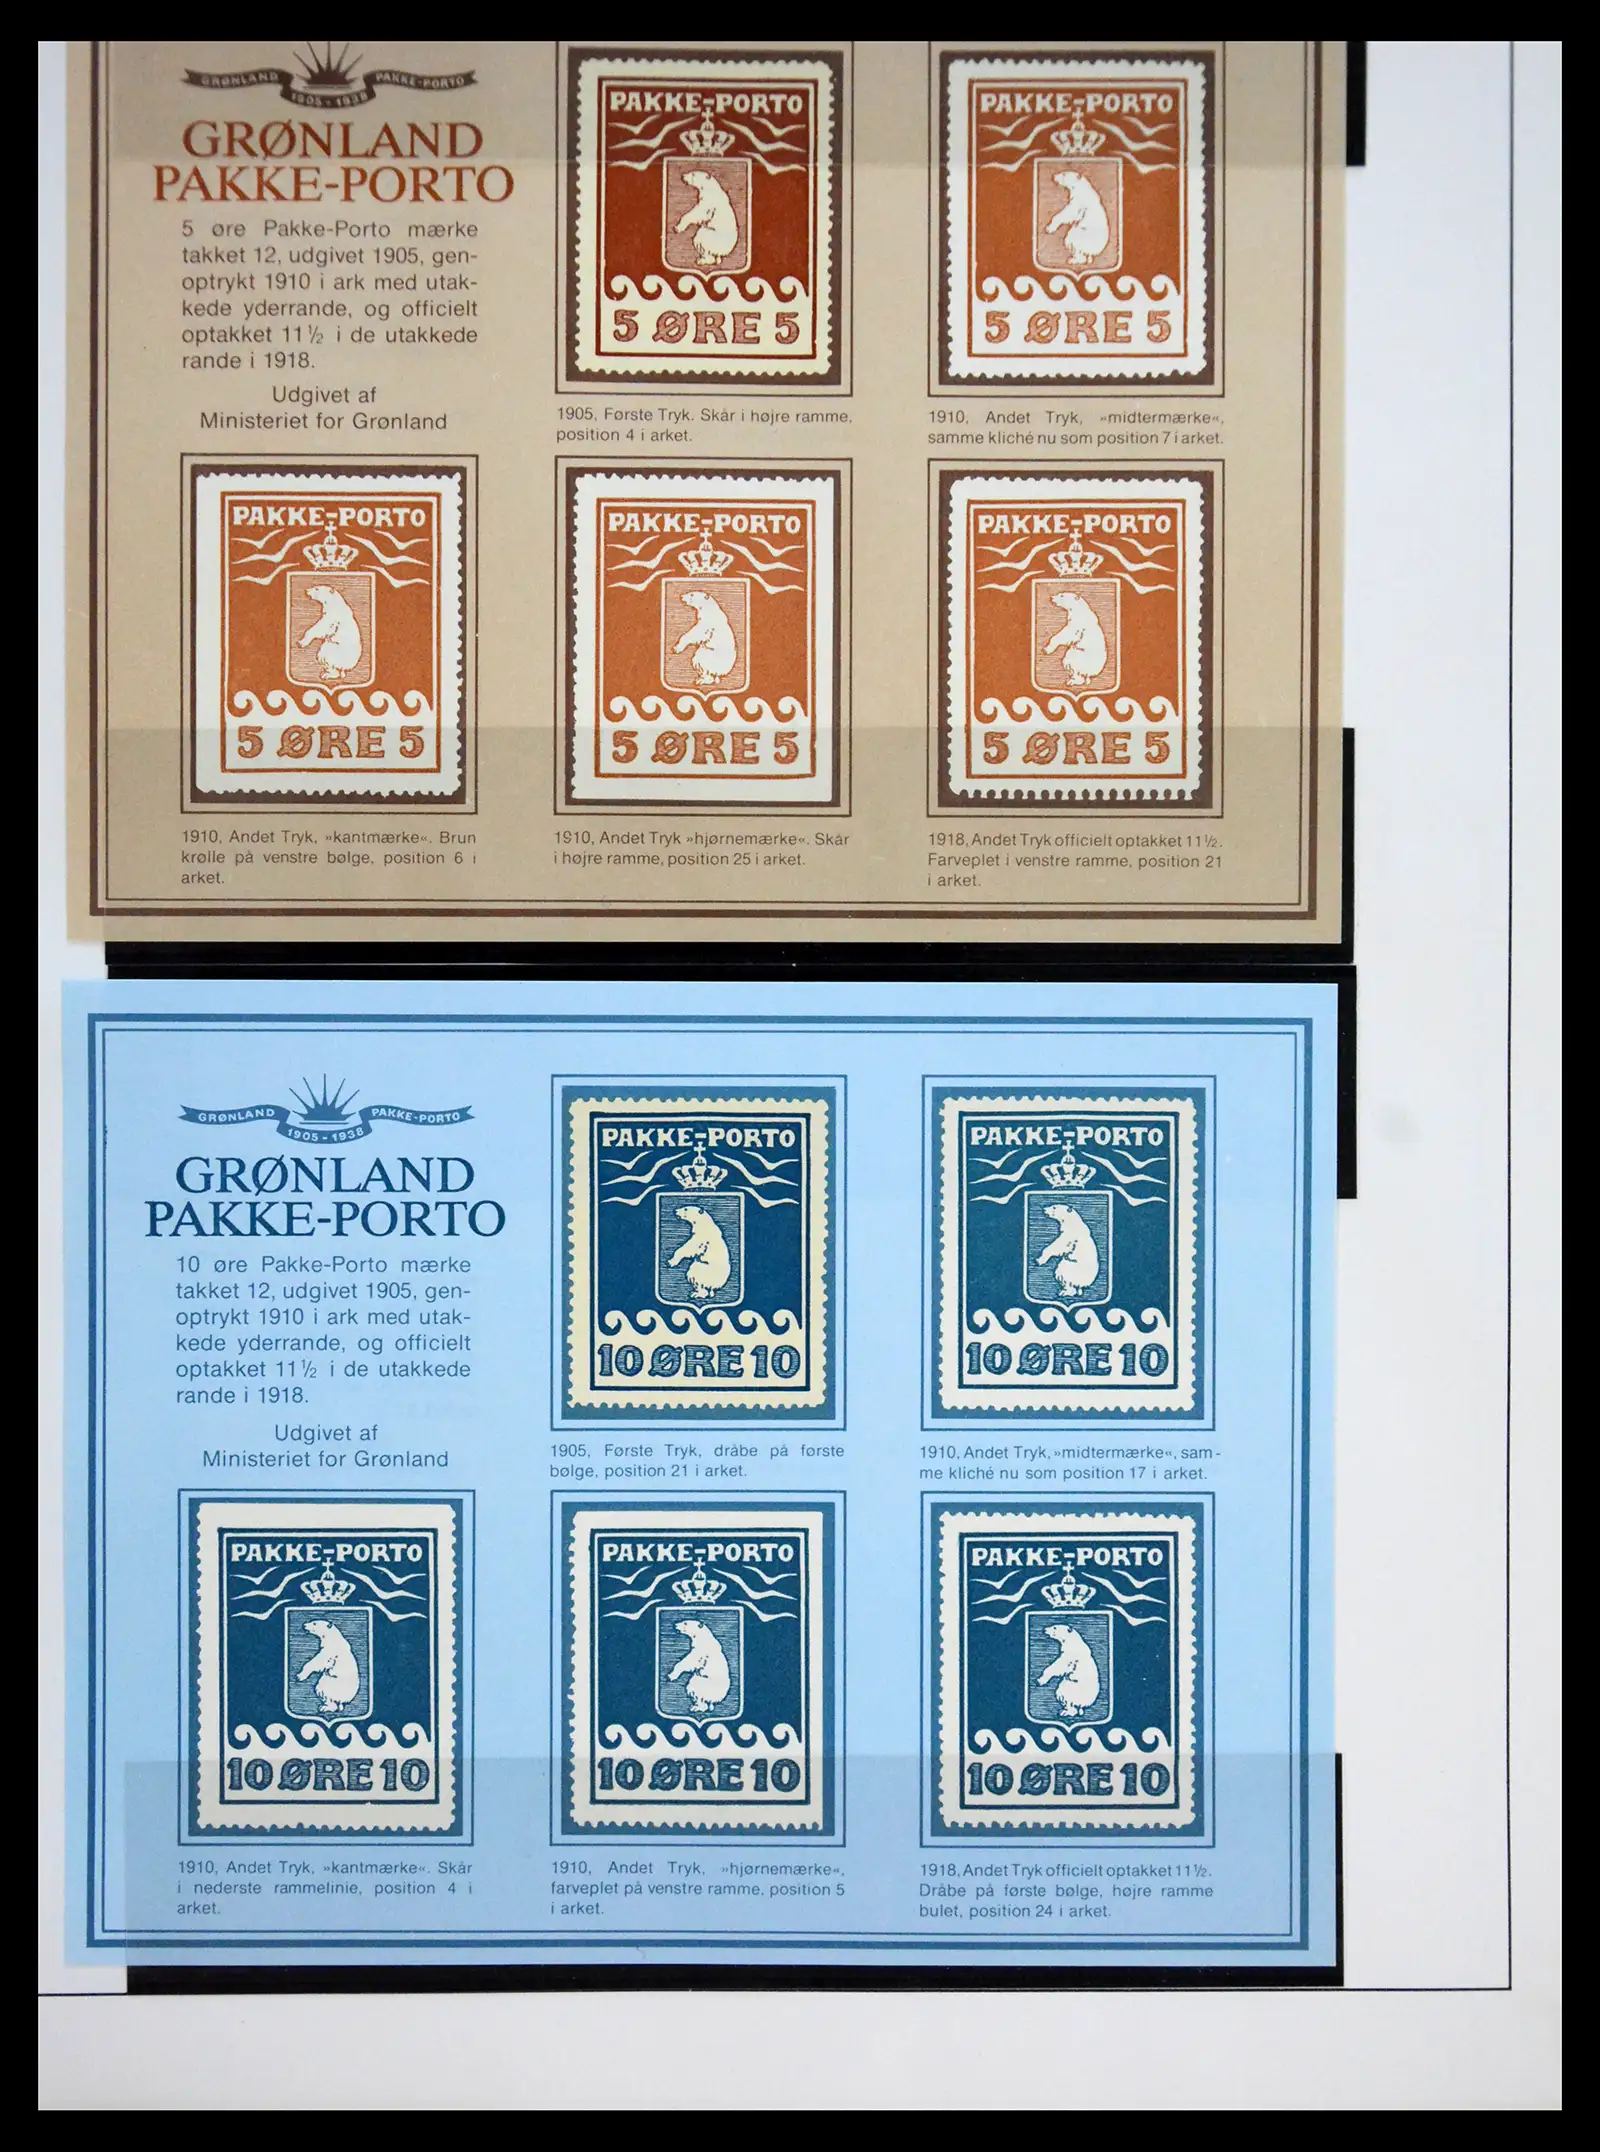 GRØNLAND PAKKE-PORTO
1905 - 1938
GRØNLAND
PAKKE-PORTO
5 øre Pakke-Porto mærke
takket 12, udgivet 1905, gen-
optrykt 1910 i ark med utak-
kede yderrande, og officielt
optakket 11½ i de utakkede
rande i 1918.
Udgivet af
Ministeriet for Grønland
PAKKE-PORTO
5 ØRE 5
1905, Første Tryk. Skår i højre ramme,
position 4 i arket.
PAKKE-PORTO
5 ØRE 5
1910, Andet Tryk, »midtermærke«,
samme kliché nu som position 7 i arket.
PAKKE-PORTO
5 ØRE 5
1910, Andet Tryk, »kantmærke«. Brun
krølle på venstre bølge, position 6 i
arket.
PAKKE-PORTO
5 ØRE 5
1910, Andet Tryk »hjørnemærke«. Skår
i højre ramme, position 25 i arket.
PAKKE-PORTO
5 ØRE 5
1918, Andet Tryk officielt optakket 11½.
Farveplet i venstre ramme, position 21
i arket.
GRØNLAND PAKKE-PORTO
1905 - 1938
GRØNLAND
PAKKE-PORTO
10 øre Pakke-Porto mærke
takket 12, udgivet 1905, gen-
optrykt 1910 i ark med utak-
kede yderrande, og officielt
optakket 11½ i de utakkede
rande i 1918.
Udgivet af
Ministeriet for Grønland
PAKKE-PORTO
10 ØRE 10
1905, Første Tryk, dråbe på første
bølge, position 21 i arket.
PAKKE-PORTO
10 ØRE 10
1910, Andet Tryk, »midtermærke«, sam-
me kliché nu som position 17 i arket.
PAKKE-PORTO
10 ØRE 10
1910, Andet Tryk, »kantmærke«. Skår
i nederste rammelinie, position 4 i
arket.
PAKKE-PORTO
10 ØRE 10
1910, Andet Tryk, »hjørnemærke«,
farveplet på venstre ramme, position 5
i arket.
PAKKE-PORTO
10 ØRE 10
1918, Andet Tryk officielt optakket 11½.
Dråbe på første bølge, højre ramme
bulet, position 24 i arket.